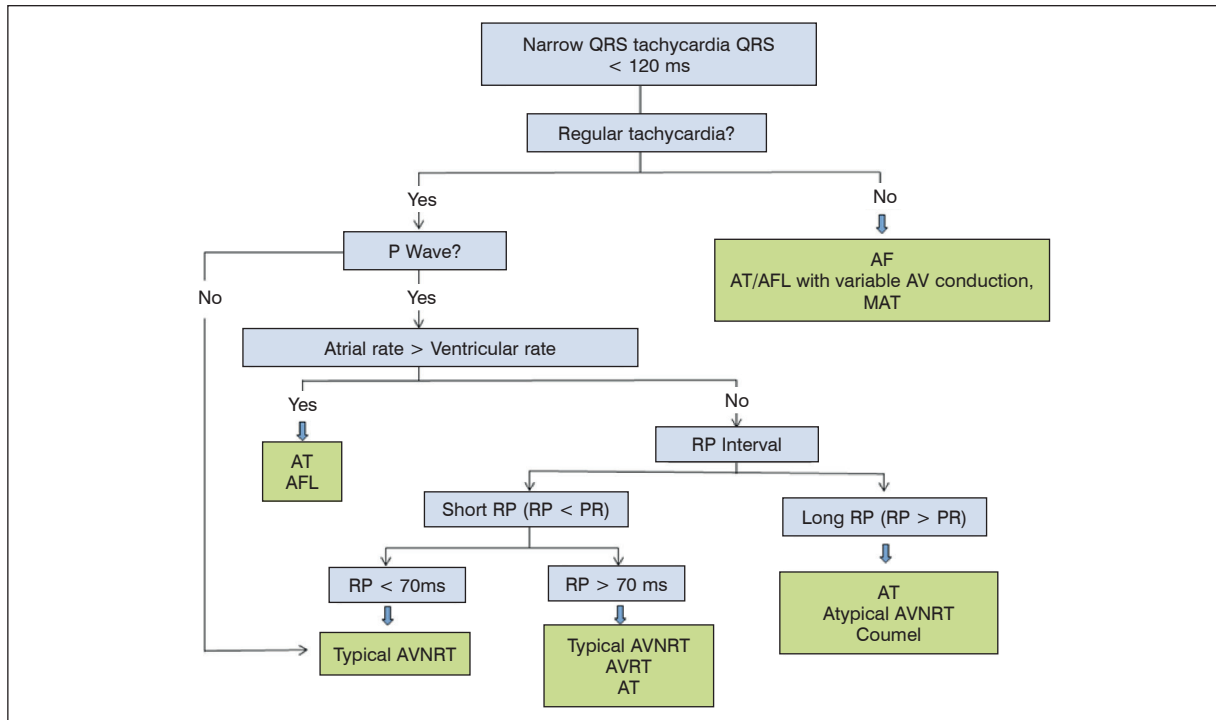 Narrow QRS tachycardia QRS
< 120 ms
Regular tachycardia?
Yes
No
P Wave?
AF
AT/AFL with variable AV conduction,
MAT
No
Yes
Atrial rate > Ventricular rate
Yes
No
AT
AFL
RP Interval
Short RP (RP < PR)
Long RP (RP > PR)
RP < 70ms
RP > 70 ms
AT
Atypical AVNRT
Coumel
Typical AVNRT
Typical AVNRT
AVRT
AT